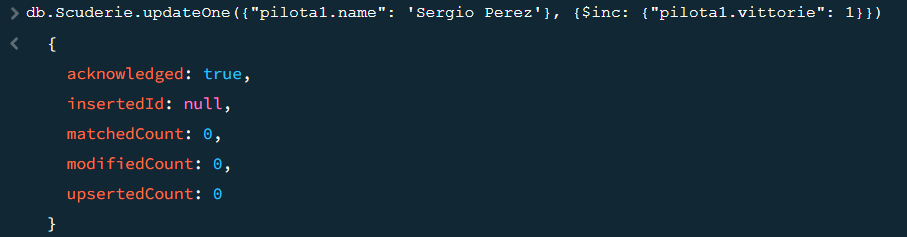 > db.Scuderie.updateOne({"pilota1.name": 'Sergio Perez'}, {$inc: {"pilota1.vittorie": 1}})
< {
acknowledged: true,
insertedId: null,
matchedCount: 0,
modifiedCount: 0,
upsertedCount: 0
}